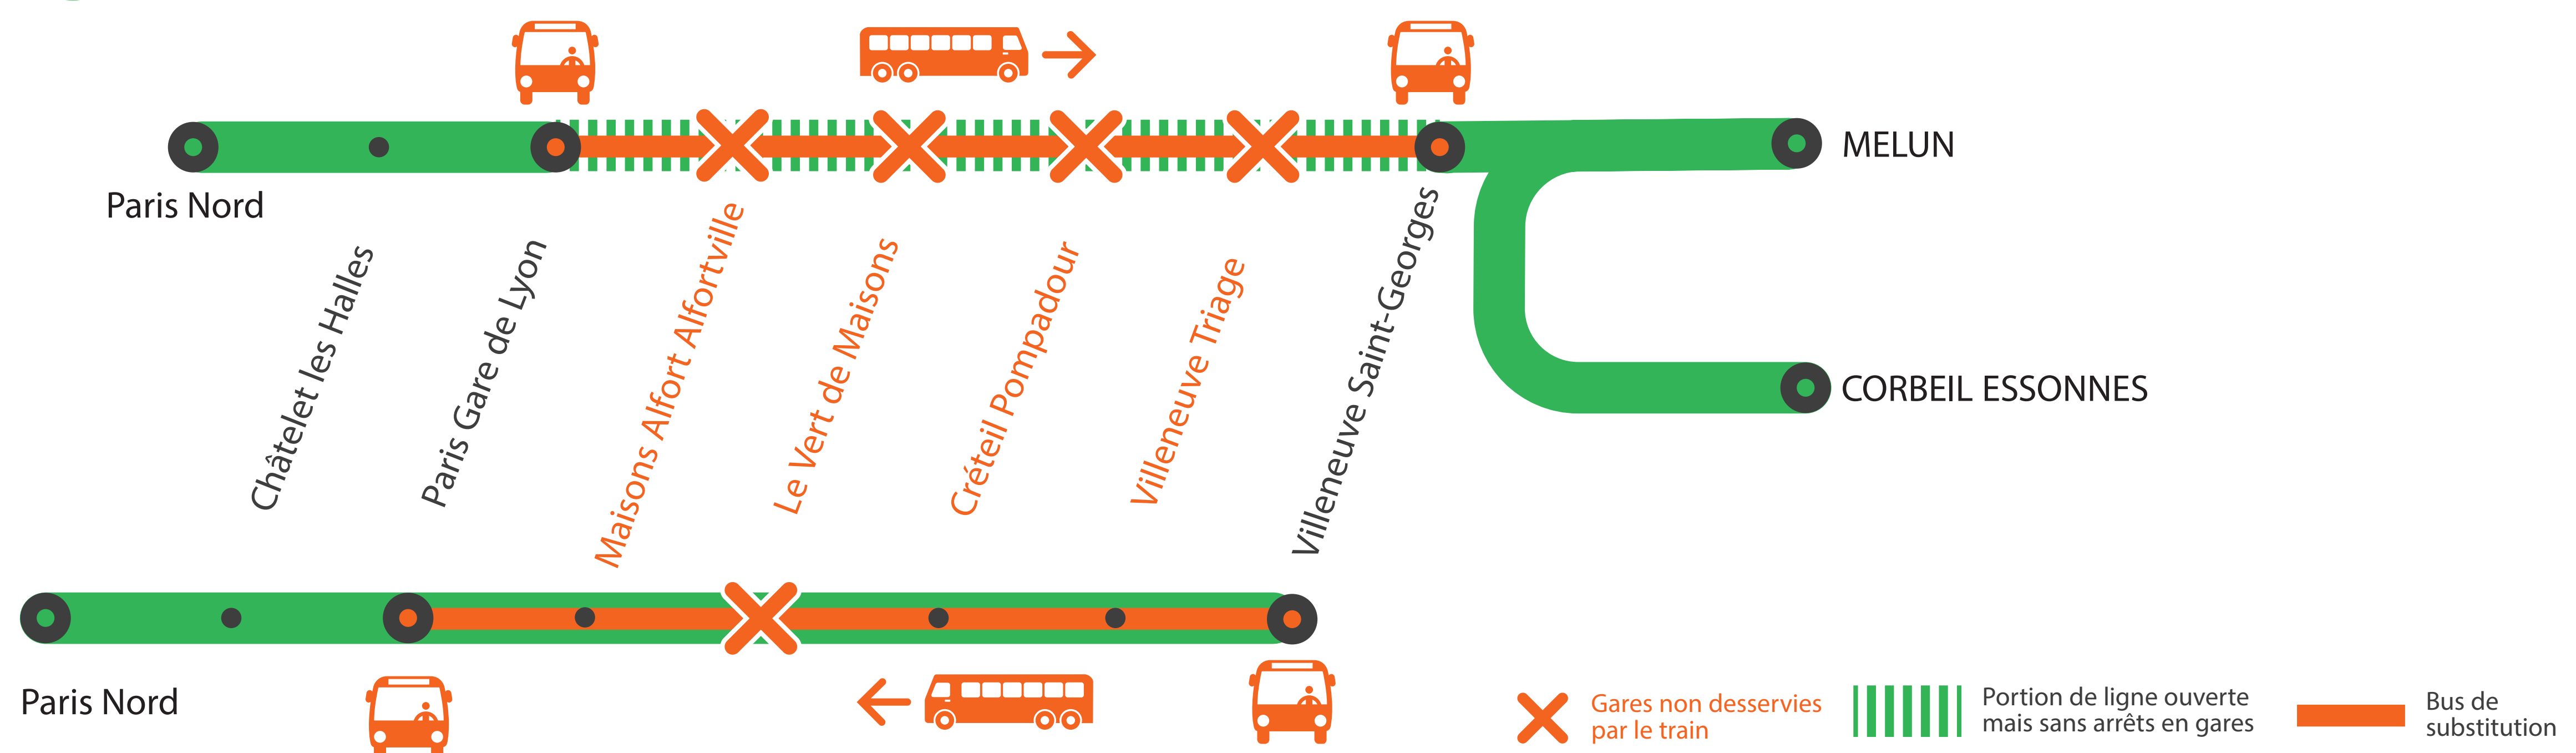 MELUN
Paris Nord
Châtelet les Halles
Paris Gare de Lyon
Maisons Alfort Alfortville
Le Vert de Maisons
Créteil Pompadour
Villeneuve Triage
Villeneuve Saint-Georges
CORBEIL ESSONNES
Paris Nord
Gares non desservies
par le train
Portion de ligne ouverte
mais sans arrêts en gares
Bus de
substitution